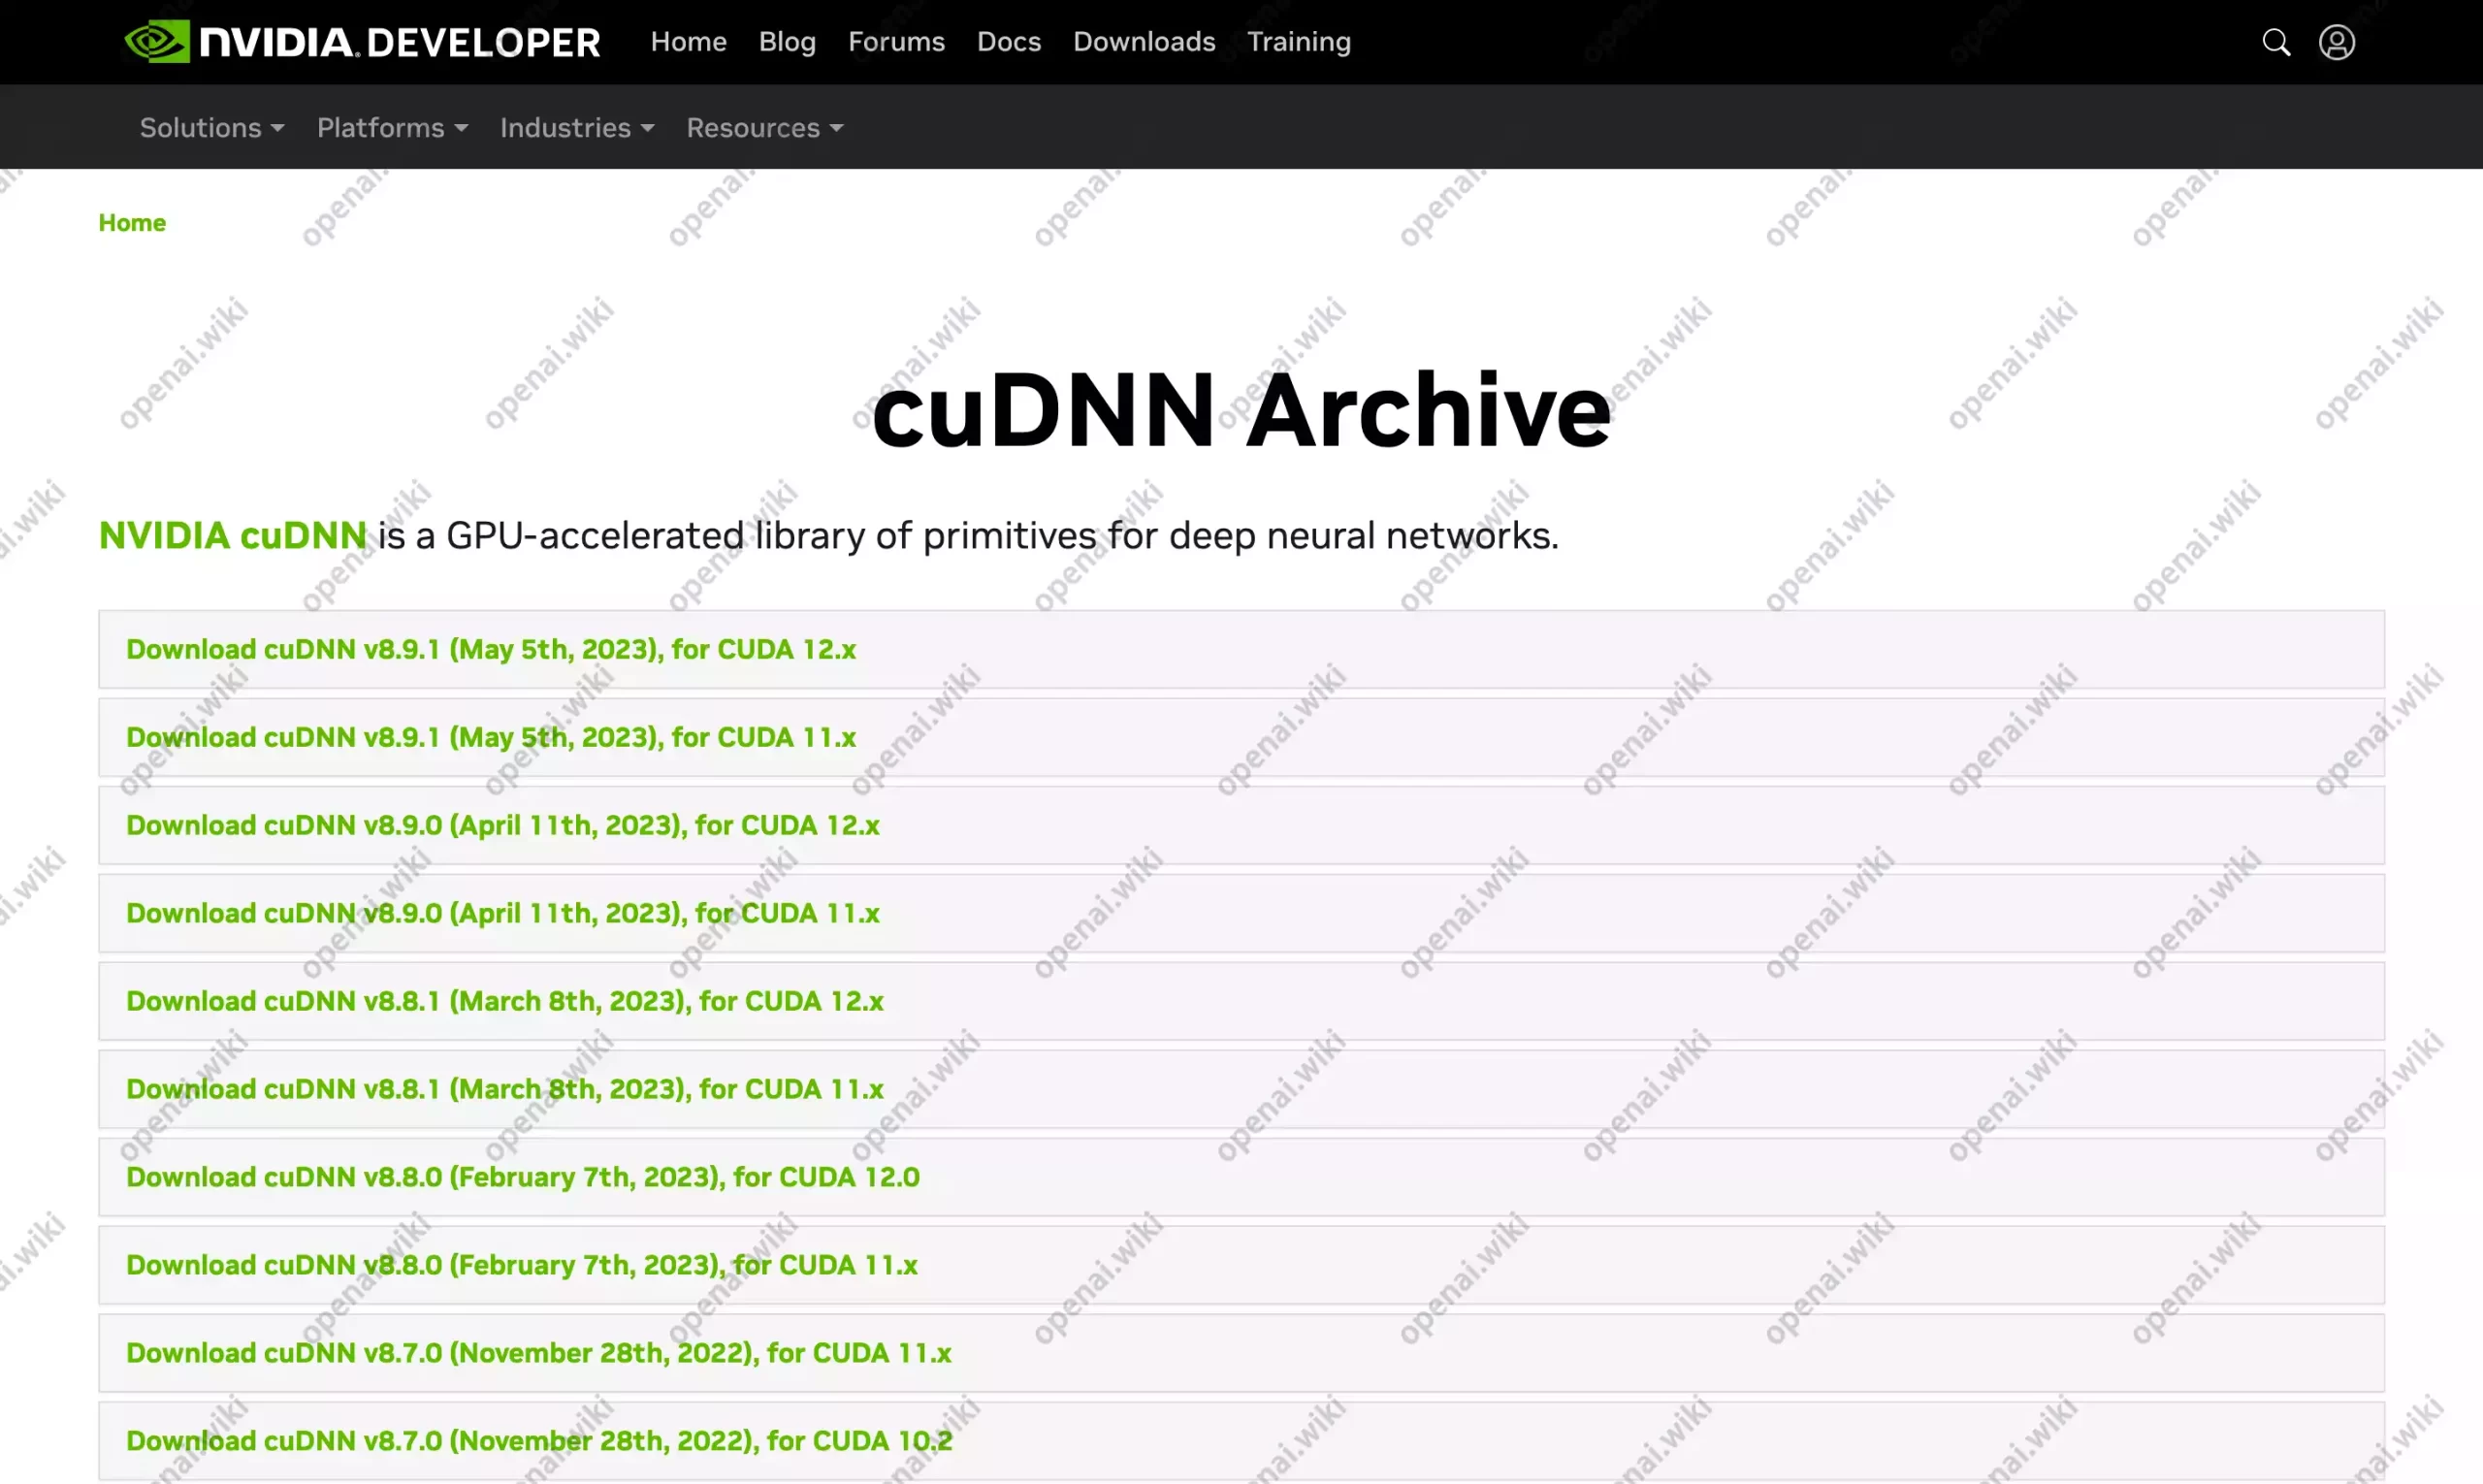 NVIDIA. DEVELOPER Home Blog Forums Docs Downloads Training
Solutions Platforms Industries Resources
Home
cuDNN Archive
NVIDIA cuDNN is a GPU-accelerated library of primitives for deep neural networks.
Download cuDNN v8.9.1 (May 5th, 2023), for CUDA 12.x
Download cuDNN v8.9.1 (May 5th, 2023), for CUDA 11.x
Download cuDNN v8.9.0 (April 11th, 2023), for CUDA 12.x
Download cuDNN v8.9.0 (April 11th, 2023), for CUDA 11.x
Download cuDNN v8.8.1 (March 8th, 2023), for CUDA 12.x
Download cuDNN v8.8.1 (March 8th, 2023), for CUDA 11.x
Download cuDNN v8.8.0 (February 7th, 2023), for CUDA 12.0
Download cuDNN v8.8.0 (February 7th, 2023), for CUDA 11.x
Download cuDNN v8.7.0 (November 28th, 2022), for CUDA 11.x
Download cuDNN v8.7.0 (November 28th, 2022), for CUDA 10.2
openai.wiki